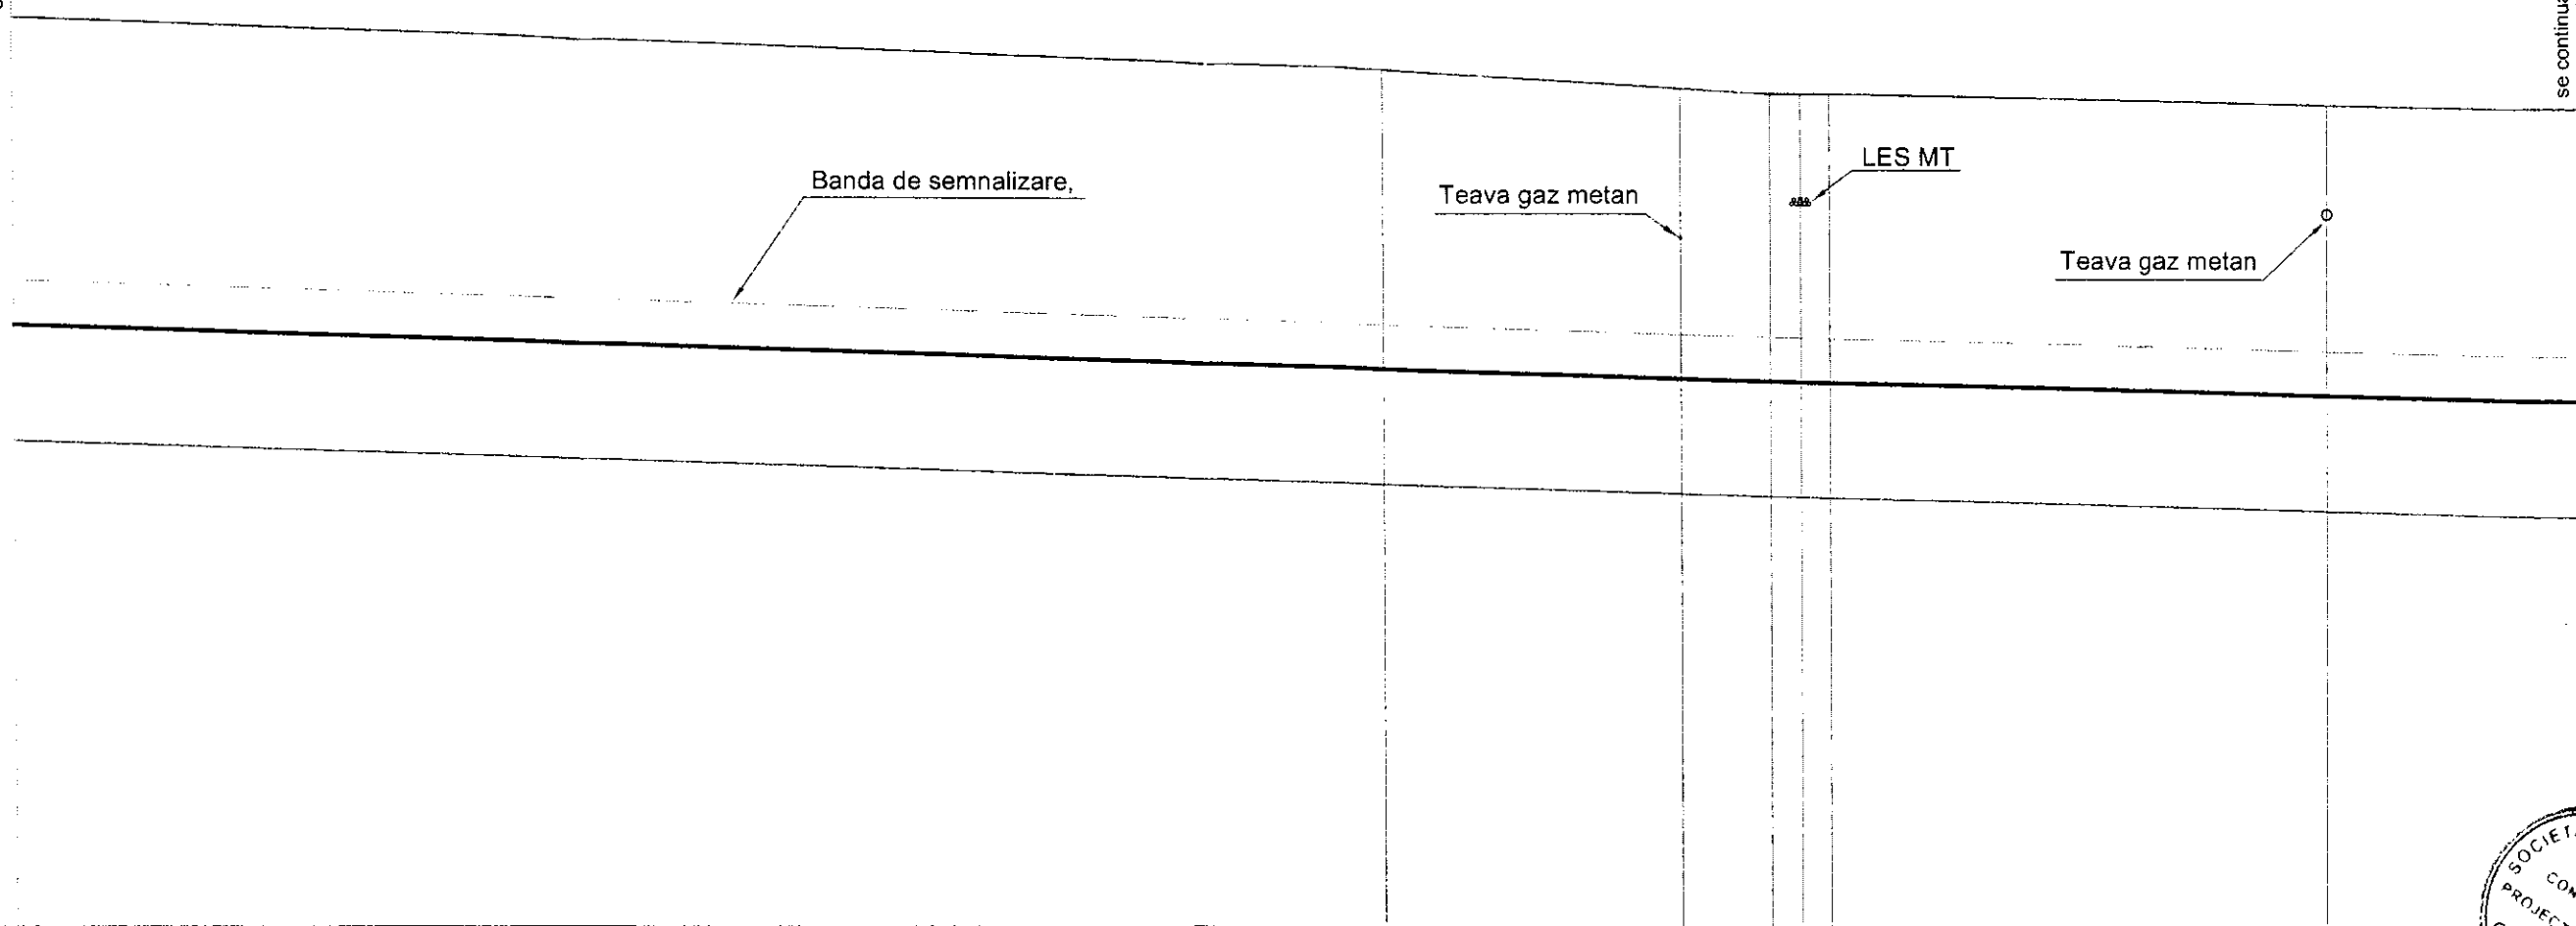 se continua
Banda de semnalizare,
Teava gaz metan
LES MT
Teava gaz metan